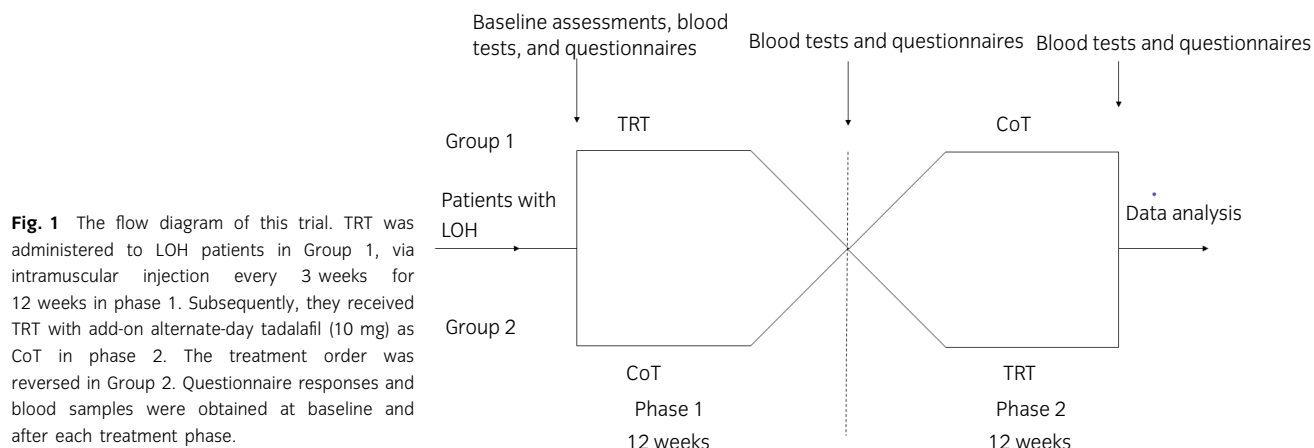 Baseline assessments, blood
tests, and questionnaires
Blood tests and questionnaires
Blood tests and questionnaires
TRT
CoT
Group 1
Patients with
LOH
Data analysis
Group 2
CoT
TRT
Phase 1
Phase 2
12 weeks
12 weeks
Fig. 1 The flow diagram of this trial. TRT was
administered to LOH patients in Group 1, via
intramuscular injection every 3 weeks for
12 weeks in phase 1. Subsequently, they received
TRT with add-on alternate-day tadalafil (10 mg) as
CoT in phase 2. The treatment order was
reversed in Group 2. Questionnaire responses and
blood samples were obtained at baseline and
after each treatment phase.